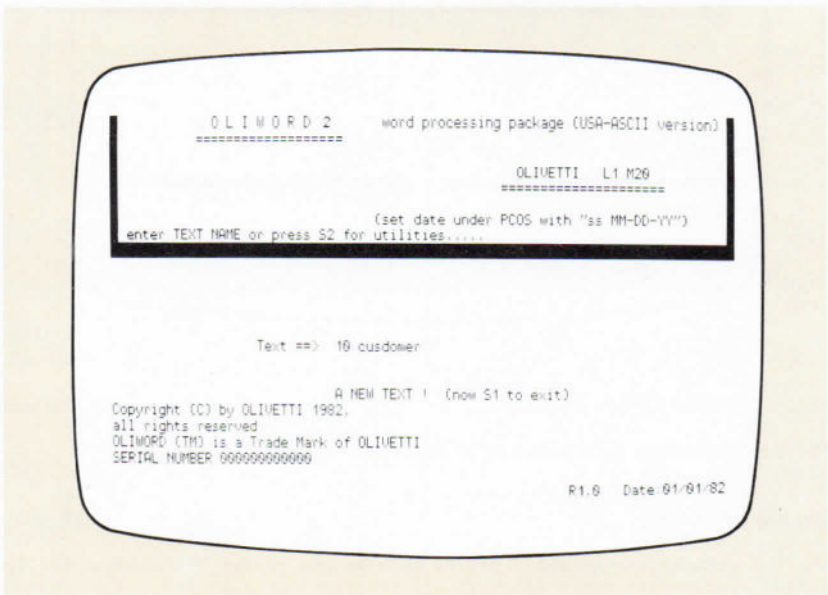 O L I W O R D 2 word processing package (USA-ASCII version)
===================
OLIVETTI L1 M20
=====================
(set date under PCOS with "ss MM-DD-YY")
enter TEXT NAME or press S2 for utilities.....
Text ==> 10 cusdomer
A NEW TEXT ! (now S1 to exit)
Copyright (C) by OLIVETTI 1982,
all rights reserved
OLIWORD (TM) is a Trade Mark of OLIVETTI
SERIAL NUMBER 000000000000
R1.0 Date:01/01/82